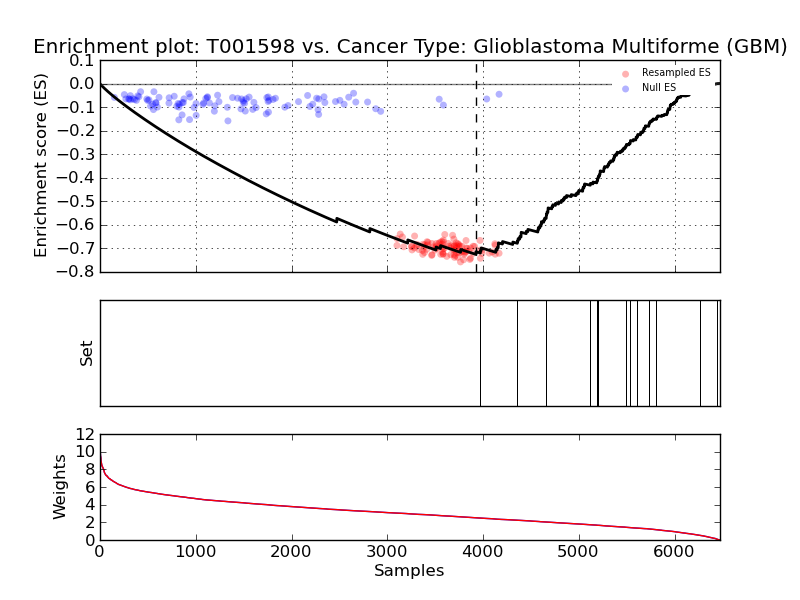 Enrichment plot: T001598 vs. Cancer Type: Glioblastoma Multiforme (GBM)
0.1
0.0
−0.1
−0.2
−0.3
−0.4
−0.5
−0.6
−0.7
−0.8
Enrichment score (ES)
Resampled ES
Null ES
Set
12
10
8
6
4
2
0
Weights
0 1000 2000 3000 4000 5000 6000
Samples